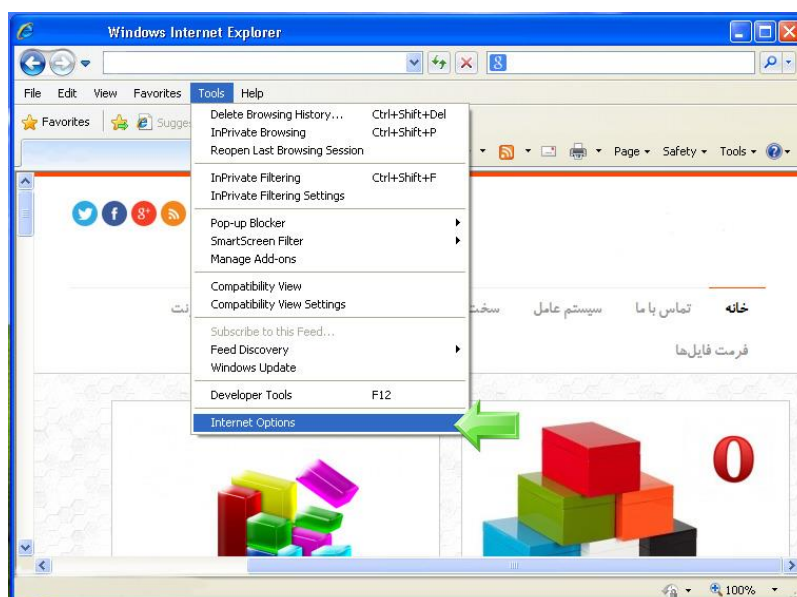 Windows Internet Explorer
File Edit View Favorites Tools Help
Favorites Sugges
Page Safety Tools
Delete Browsing History... Ctrl+Shift+Del
InPrivate Browsing Ctrl+Shift+P
Reopen Last Browsing Session
InPrivate Filtering Ctrl+Shift+F
InPrivate Filtering Settings
Pop-up Blocker
SmartScreen Filter
Manage Add-ons
Compatibility View
Compatibility View Settings
Subscribe to this Feed...
Feed Discovery
Windows Update
Developer Tools F12
Internet Options
خانه تماس با ما سیستم عامل سخت
فرمت فایل‌ها
100%